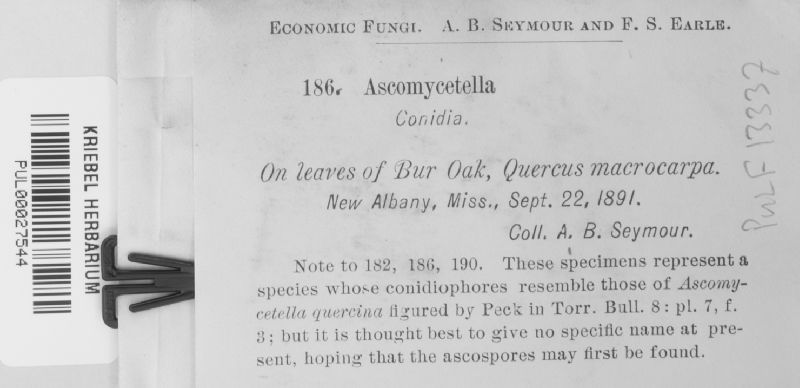 ECONOMIC FUNGI. A. B. SEYMOUR AND F. S. EARLE.
186. Ascomycetella
Conidia.
On leaves of Bur Oak, Quercus macrocarpa.
New Albany, Miss., Sept. 22, 1891.
Coll. A. B. Seymour.
Note to 182, 186, 190. These specimens represent a
species whose conidiophores resemble those of Ascomy-
cetella quercina figured by Peck in Torr. Bull. 8: pl. 7, f.
3; but it is thought best to give no specific name at pre-
sent, hoping that the ascospores may first be found.
PULF 13337
KRIEBEL HERBARIUM
PUL00027544